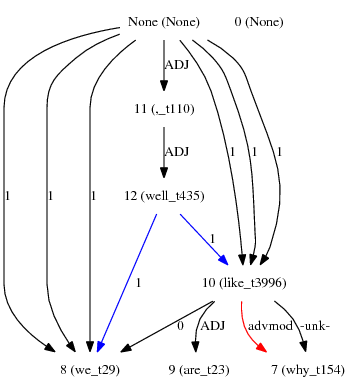 None (None) 0 (None)
ADJ
11 (,_t110)
1 1 1 ADJ 1 1 1
12 (well_t435)
1 1
10 (like_t3996)
0 ADJ advmod -unk-
8 (we_t29) 9 (are_t23) 7 (why_t154)